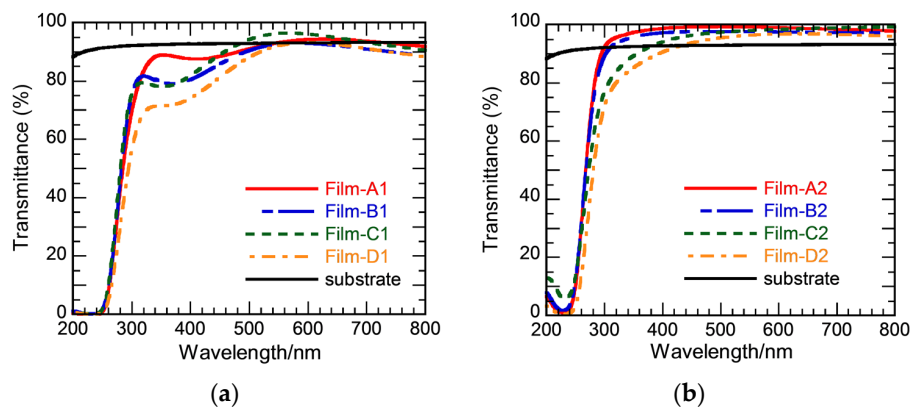 100
80
60
40
20
0
Transmittance (%)
Film-A1
Film-B1
Film-C1
Film-D1
substrate
200 300 400 500 600 700 800
Wavelength/nm
(a)
100
80
60
40
20
0
Transmittance (%)
Film-A2
Film-B2
Film-C2
Film-D2
substrate
200 300 400 500 600 700 800
Wavelength/nm
(b)